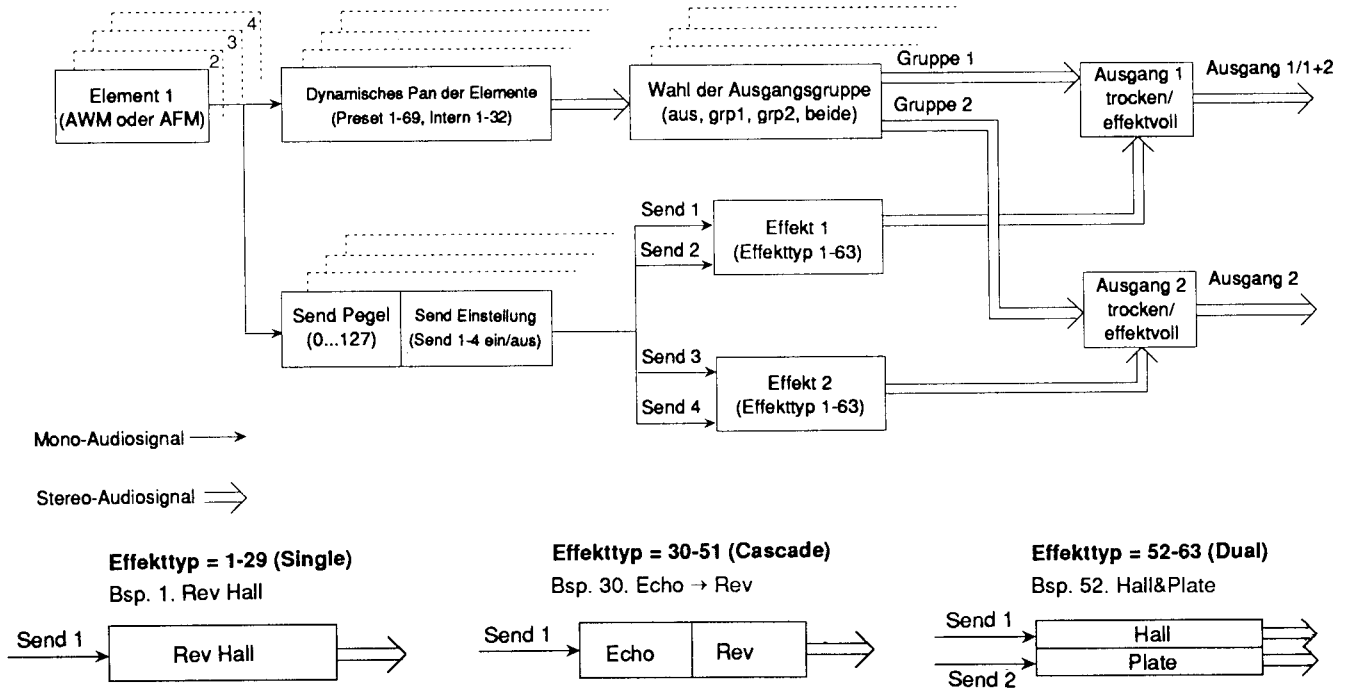 4
3
2
Element 1
(AWM oder AFM)
Dynamisches Pan der Elemente
(Preset 1-69, Intern 1-32)
Wahl der Ausgangsgruppe
(aus, grp1, grp2, beide)
Gruppe 1
Gruppe 2
Ausgang 1
trocken/
effektvoll
Ausgang 1/1+2
Send 1
Send 2
Effekt 1
(Effekttyp 1-63)
Ausgang 2
trocken/
effektvoll
Ausgang 2
Send Pegel
(0...127)
Send Einstellung
(Send 1-4 ein/aus)
Send 3
Send 4
Effekt 2
(Effekttyp 1-63)
Mono-Audiosignal
Stereo-Audiosignal
Effekttyp = 1-29 (Single)
Bsp. 1. Rev Hall
Send 1
Rev Hall
Effekttyp = 30-51 (Cascade)
Bsp. 30. Echo → Rev
Send 1
Echo
Rev
Effekttyp = 52-63 (Dual)
Bsp. 52. Hall&Plate
Send 1
Hall
Plate
Send 2